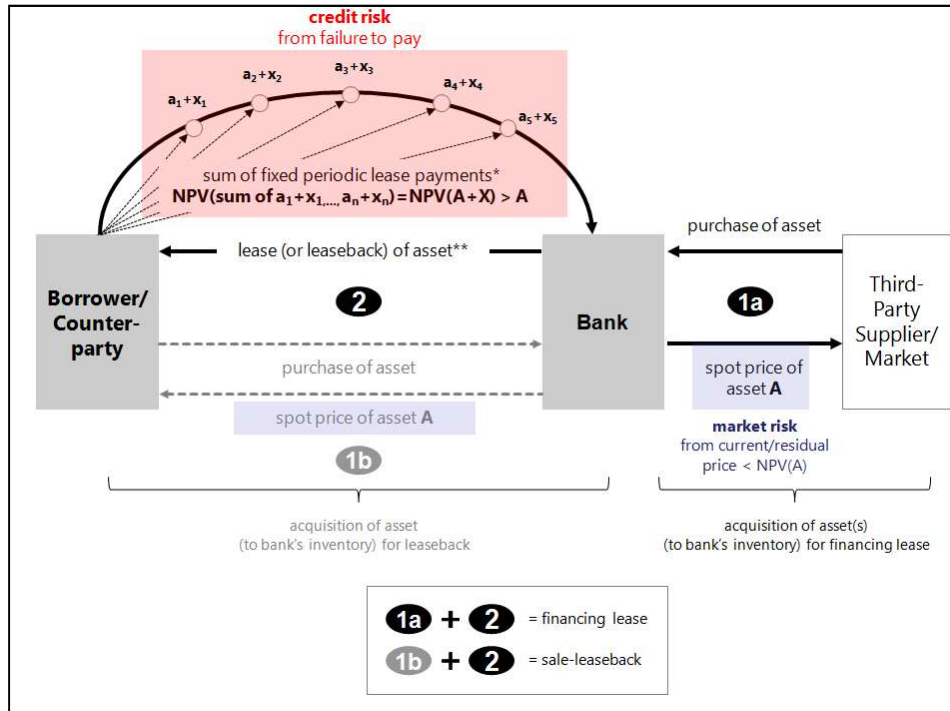 credit risk
from failure to pay
a3+x3
a2+x2
a4+x4
a1+x1
a5+x5
sum of fixed periodic lease payments*
NPV(sum of a1+x1,...,an+xn)=NPV(A+X) > A
lease (or leaseback) of asset**
purchase of asset
Borrower/
Counter-
party
2
Bank
1a
Third-
Party
Supplier/
Market
purchase of asset
spot price of
asset A
spot price of asset A
1b
market risk
from current/residual
price < NPV(A)
acquisition of asset
(to bank's inventory) for leaseback
acquisition of asset(s)
(to bank's inventory) for financing lease
1a + 2 = financing lease
1b + 2 = sale-leaseback